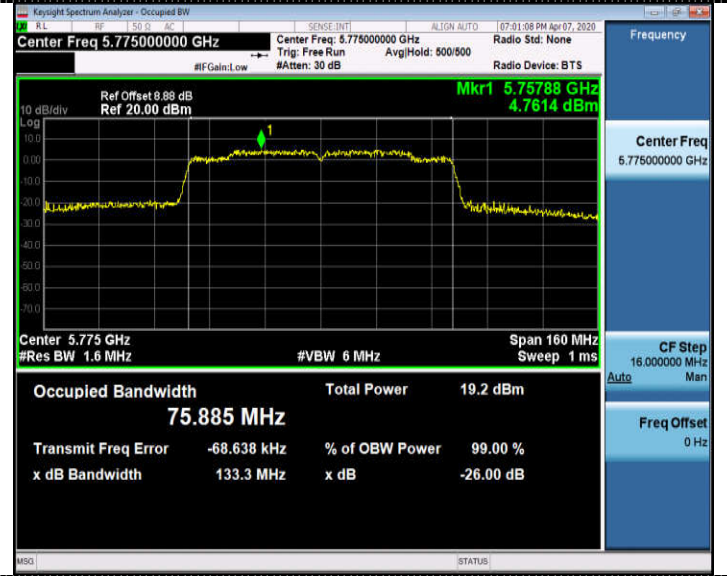 Keysight Spectrum Analyzer - Occupied BW
RL RF 50 Ω AC SENSE:INT ALIGN AUTO 07:01:08 PM Apr 07, 2020
Center Freq 5.775000000 GHz
Center Freq: 5.775000000 GHz Radio Std: None
Trig: Free Run Avg|Hold: 500/500
#IFGain:Low #Atten: 30 dB Radio Device: BTS
Ref Offset 8.88 dB Mkr1 5.75788 GHz
10 dB/div Ref 20.00 dBm 4.7614 dBm
Log
10.0
1
0.00
-10.0
-20.0
-30.0
-40.0
-50.0
-60.0
-70.0
Center 5.775 GHz Span 160 MHz
#Res BW 1.6 MHz #VBW 6 MHz Sweep 1 ms
Occupied Bandwidth Total Power 19.2 dBm
75.885 MHz
Transmit Freq Error -68.638 kHz % of OBW Power 99.00 %
x dB Bandwidth 133.3 MHz x dB -26.00 dB
MSG STATUS
Frequency
Center Freq
5.775000000 GHz
CF Step
16.000000 MHz
Auto Man
Freq Offset
0 Hz